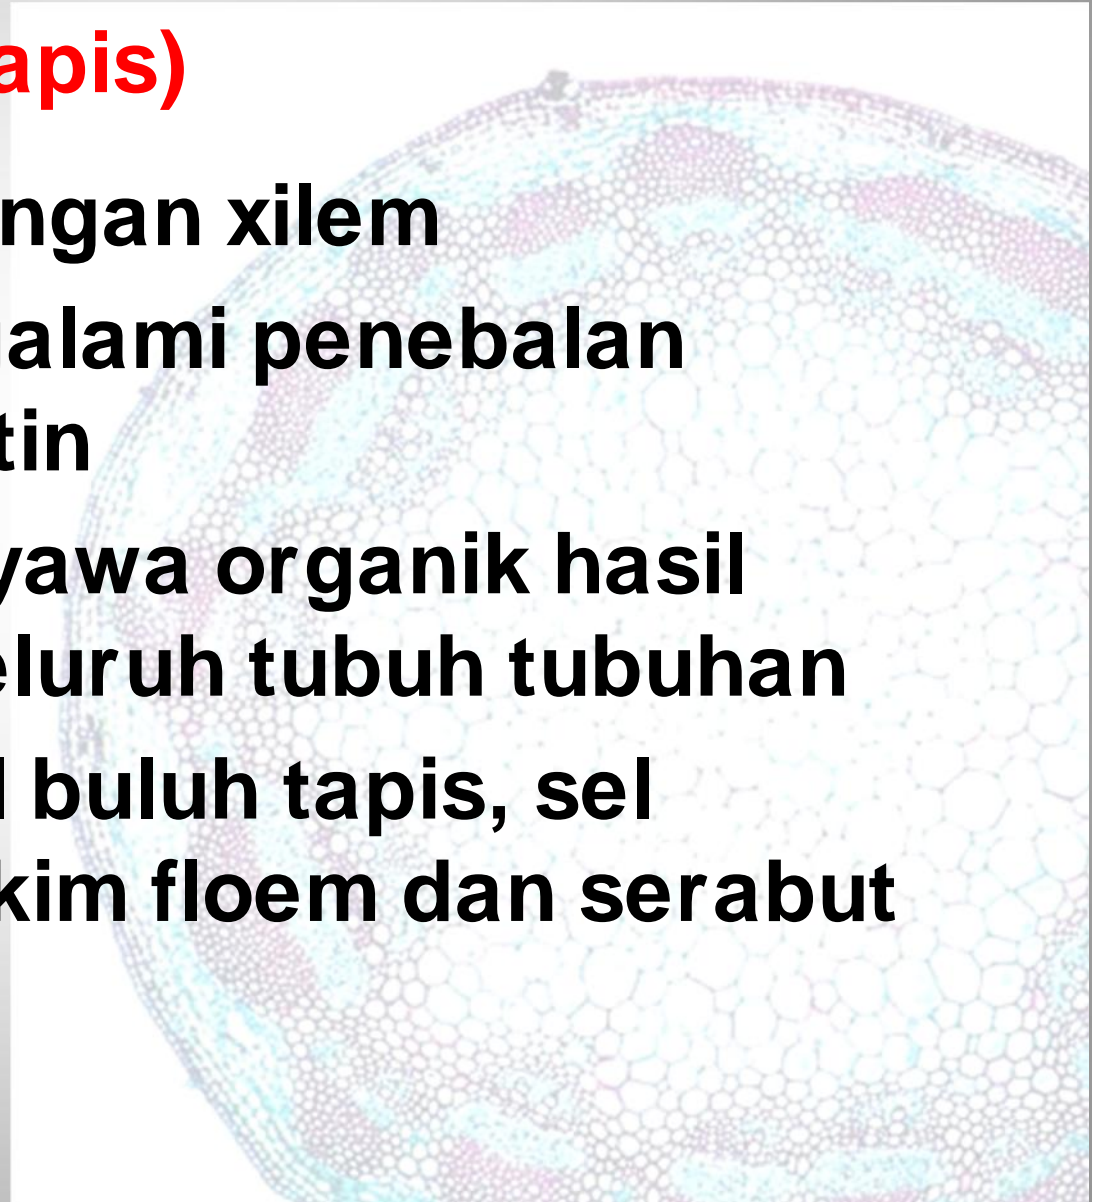 apis)
ngan xilem
alami penebalan
tin
yawa organik hasil
eluruh tubuh tubuhan
buluh tapis, sel
kim floem dan serabut